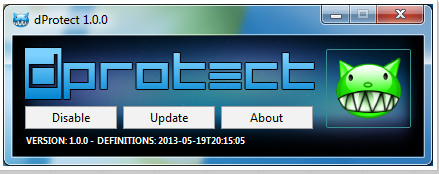 dProtect 1.0.0
dprotect
Disable Update About
VERSION: 1.0.0 - DEFINITIONS: 2013-05-19T20:15:05